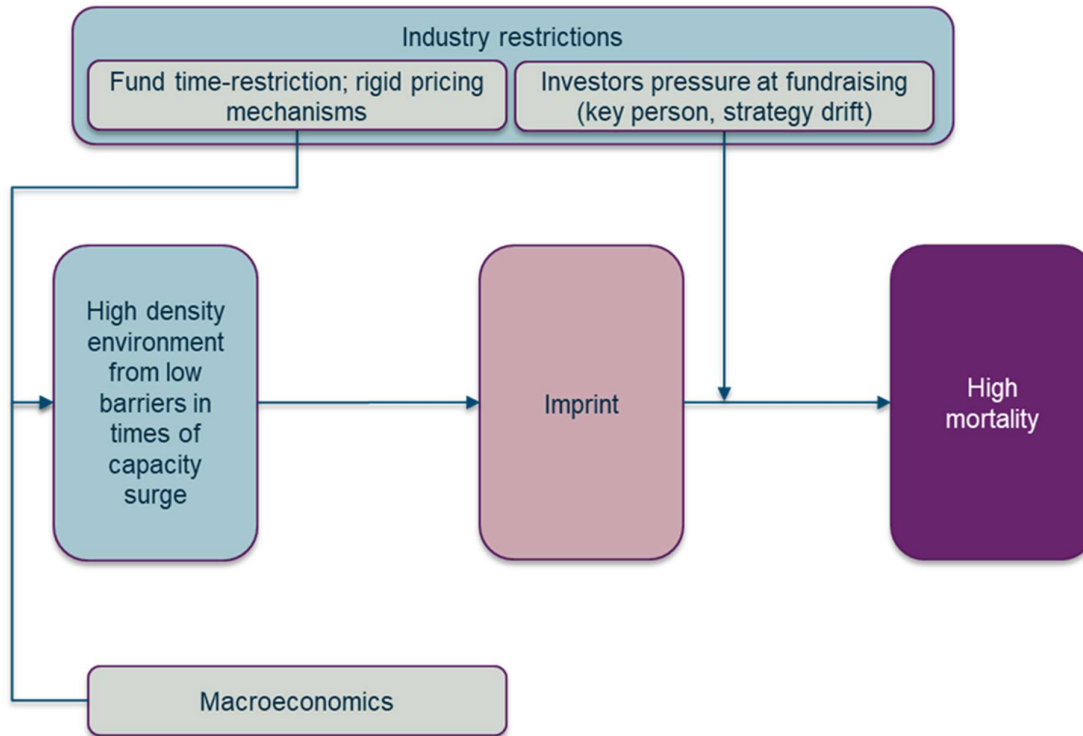 Industry restrictions
Fund time-restriction; rigid pricing
mechanisms
Investors pressure at fundraising
(key person, strategy drift)
High density
environment
from low
barriers in
times of
capacity
surge
Imprint
High
mortality
Macroeconomics